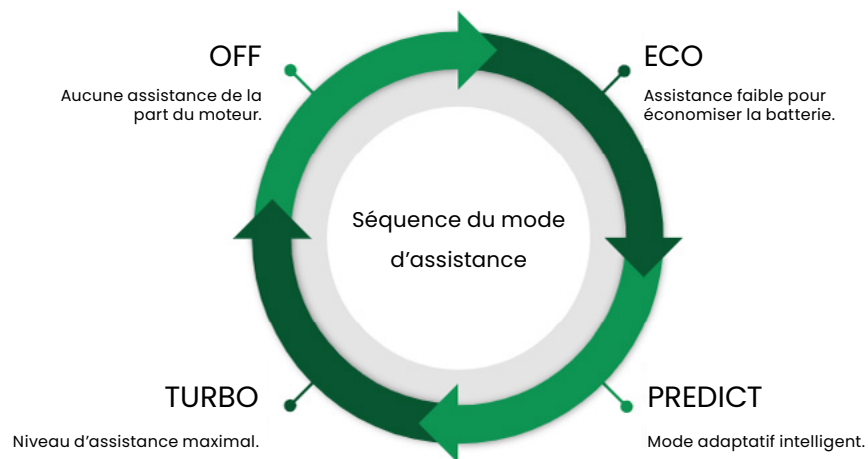 OFF
Aucune assistance de la
part du moteur.
ECO
Assistance faible pour
économiser la batterie.
Séquence du mode
d’assistance
TURBO
Niveau d’assistance maximal.
PREDICT
Mode adaptatif intelligent.